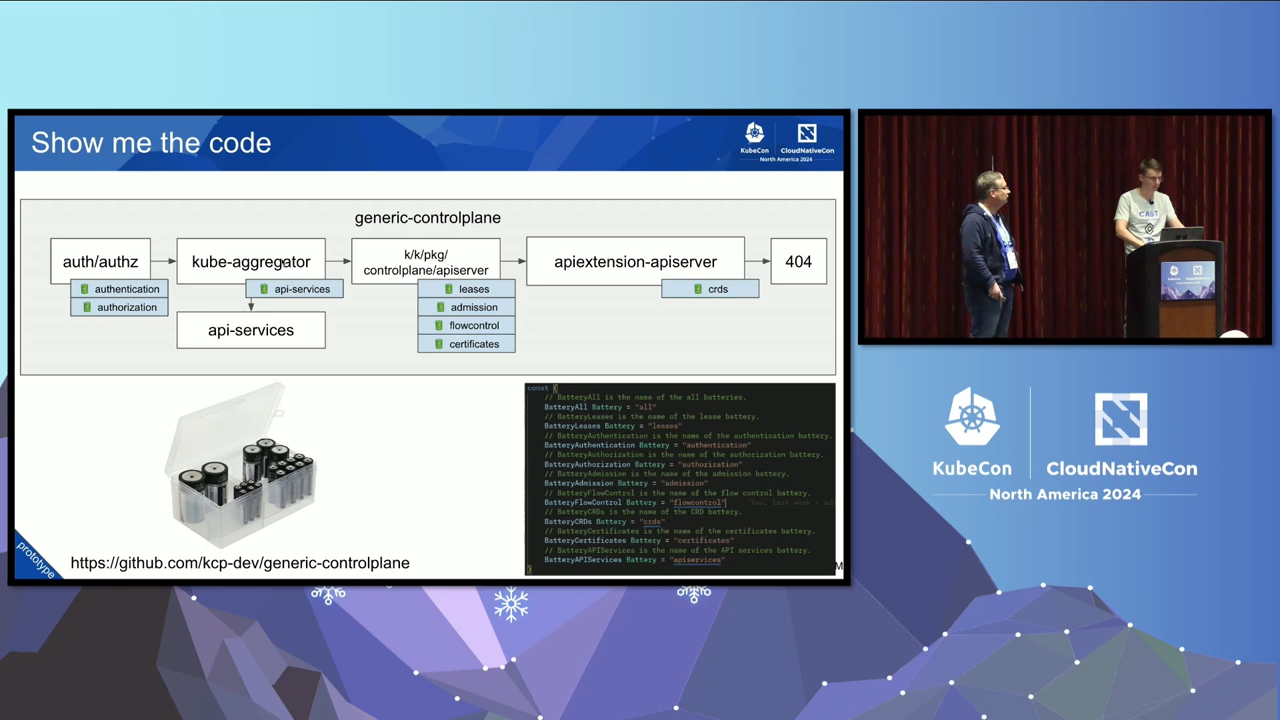 Show me the code
KubeCon
CloudNativeCon
North America 2024
generic-controlplane
auth/authz
kube-aggregator
k/k/pkg/
controlplane/apiserver
apiextension-apiserver
404
authentication
authorization
api-services
leases
admission
flowcontrol
certificates
crds
api-services
const (
// BatteryAll is the name of the all batteries.
BatteryAll Battery = "all"
// BatteryLeases is the name of the lease battery.
BatteryLeases Battery = "leases"
// BatteryAuthentication is the name of the authentication battery.
BatteryAuthentication Battery = "authentication"
// BatteryAuthorization is the name of the authorization battery.
BatteryAuthorization Battery = "authorization"
// BatteryAdmission is the name of the admission battery.
BatteryAdmission Battery = "admission"
// BatteryFlowControl is the name of the flow control battery.
BatteryFlowControl Battery = "flowcontrol"
// BatteryCRDs is the name of the CRD battery.
BatteryCRDs Battery = "crds"
// BatteryCertificates is the name of the certificates battery.
BatteryCertificates Battery = "certificates"
// BatteryAPIServices is the name of the API services battery.
BatteryAPIServices Battery = "apiservices"
)
prototype
https://github.com/kcp-dev/generic-controlplane
M
CAST
KubeCon
CloudNativeCon
North America 2024